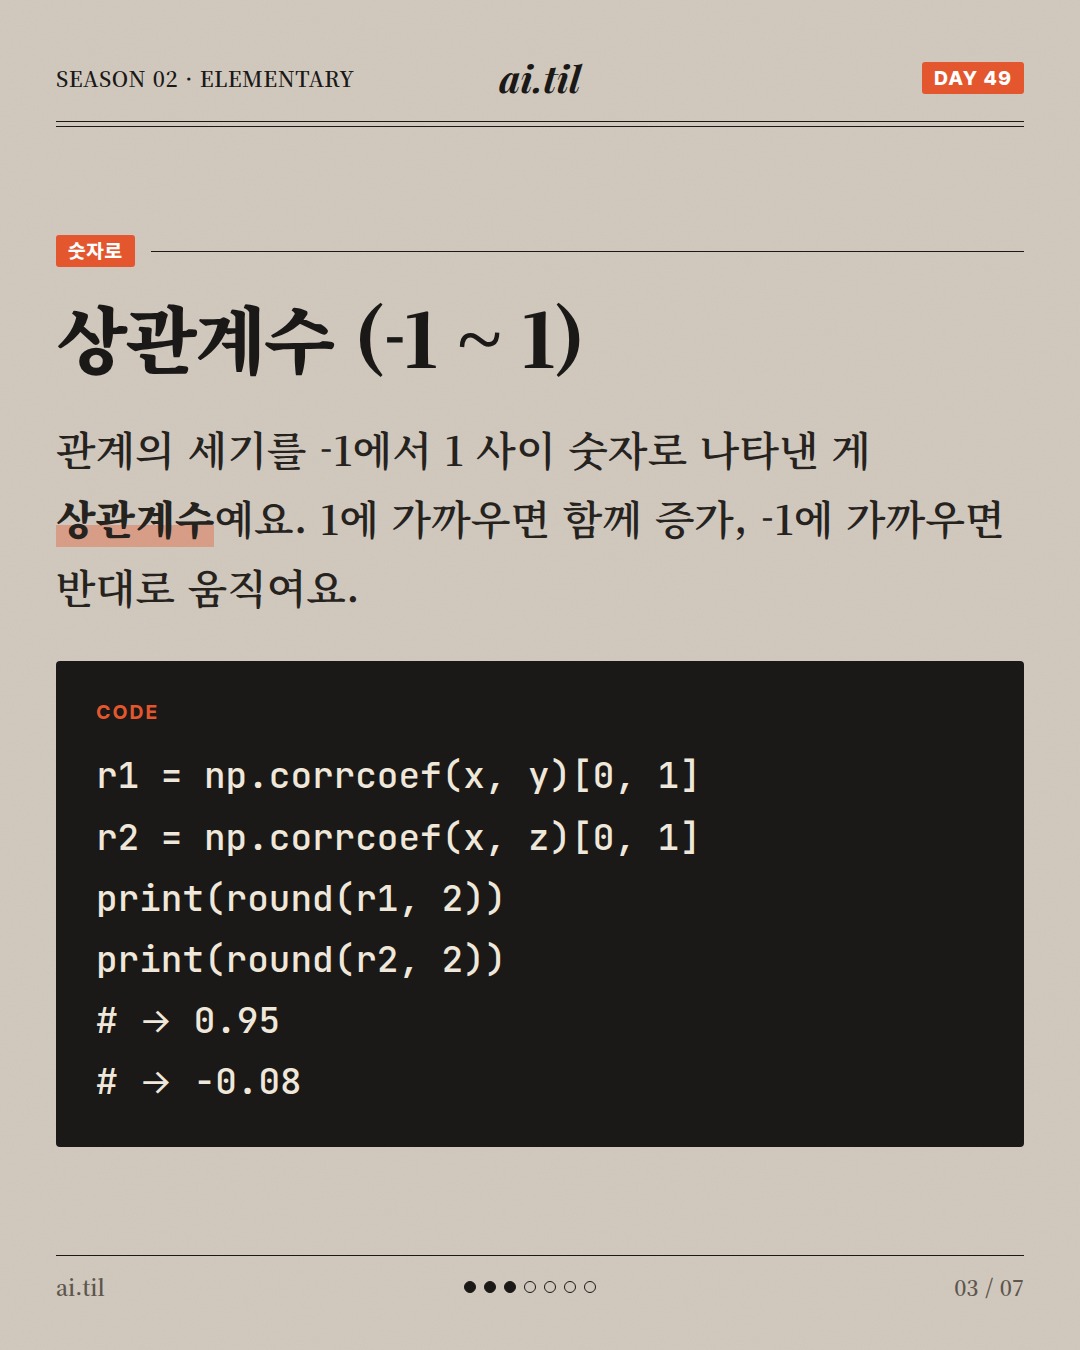 SEASON 02 · ELEMENTARY
ai.til
DAY 49
숫자로
상관계수 (-1 ~ 1)
관계의 세기를 -1에서 1 사이 숫자로 나타낸 게
상관계수예요. 1에 가까우면 함께 증가, -1에 가까우면
반대로 움직여요.
CODE
r1 = np.corrcoef(x, y)[0, 1]
r2 = np.corrcoef(x, z)[0, 1]
print(round(r1, 2))
print(round(r2, 2))
# → 0.95
# → -0.08
ai.til
03 / 07